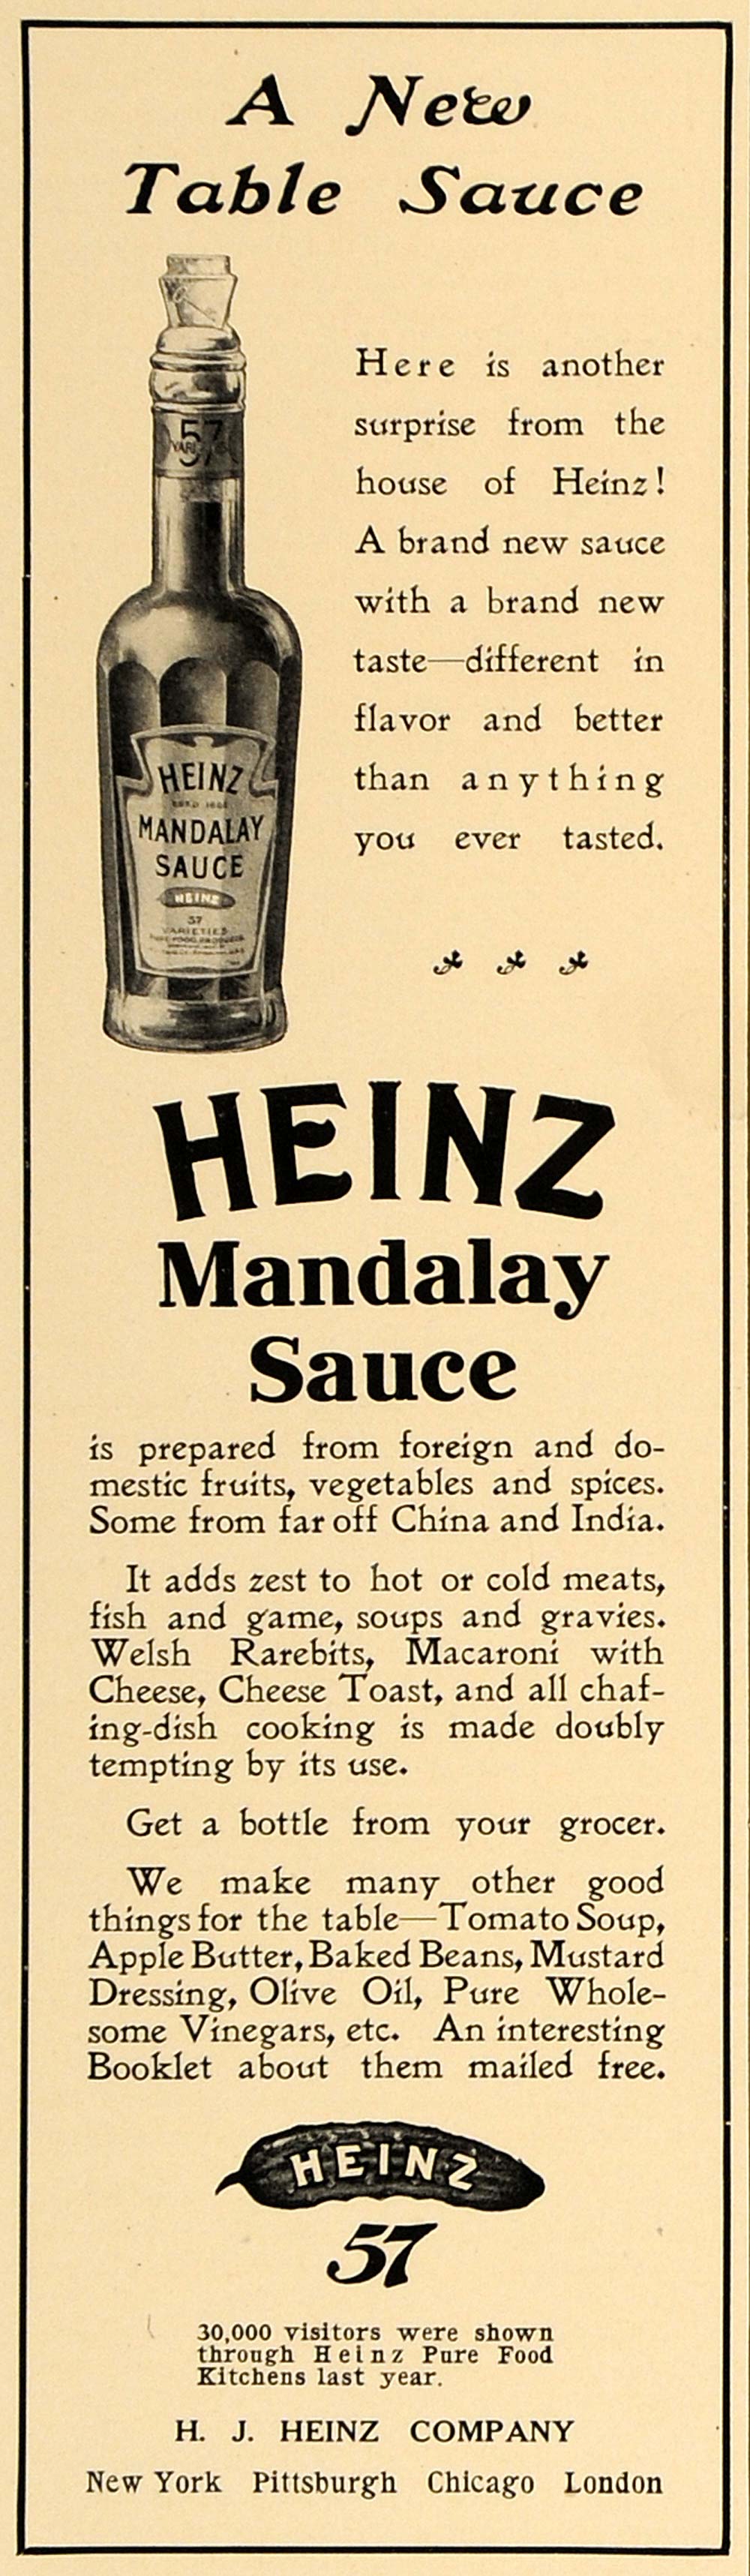 A New
Table Sauce
57
HEINZ
MANDALAY
SAUCE
HEINZ
57
VARIETIES
PURE FOOD PRODUCTS
Here is another
surprise from the
house of Heinz!
A brand new sauce
with a brand new
taste—different in
flavor and better
than anything
you ever tasted.
HEINZ
Mandalay
Sauce
is prepared from foreign and do-
mestic fruits, vegetables and spices.
Some from far off China and India.
It adds zest to hot or cold meats,
fish and game, soups and gravies.
Welsh Rarebits, Macaroni with
Cheese, Cheese Toast, and all chaf-
ing-dish cooking is made doubly
tempting by its use.
Get a bottle from your grocer.
We make many other good
things for the table—Tomato Soup,
Apple Butter, Baked Beans, Mustard
Dressing, Olive Oil, Pure Whole-
some Vinegars, etc. An interesting
Booklet about them mailed free.
HEINZ
57
30,000 visitors were shown
through Heinz Pure Food
Kitchens last year.
H. J. HEINZ COMPANY
New York Pittsburgh Chicago London